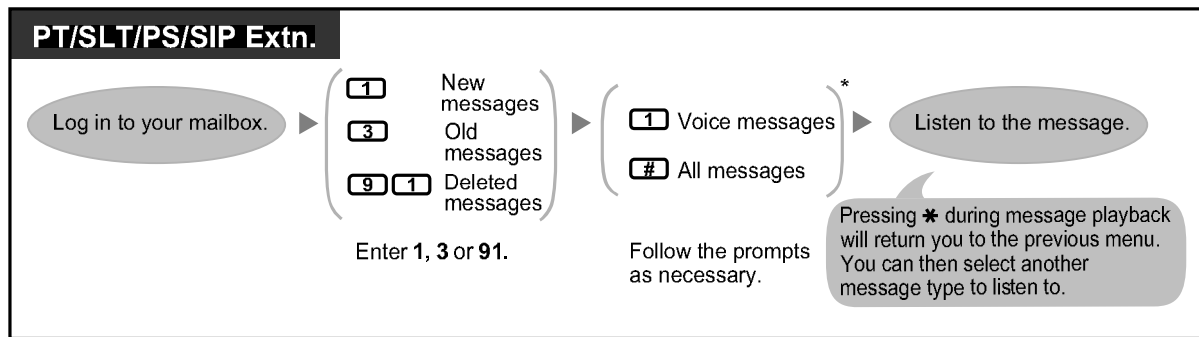 PT/SLT/PS/SIP Extn.
Log in to your mailbox.
1 New
messages
3 Old
messages
9 1 Deleted
messages
Enter 1, 3 or 91.
*
1 Voice messages
# All messages
Follow the prompts
as necessary.
Listen to the message.
Pressing * during message playback
will return you to the previous menu.
You can then select another
message type to listen to.